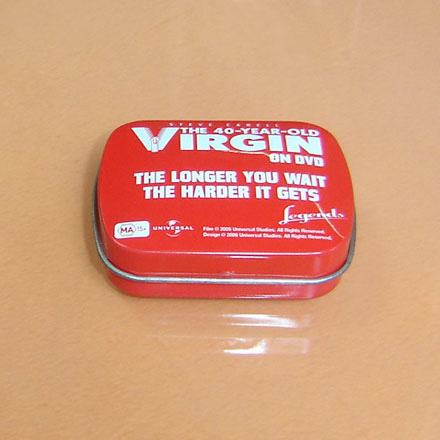 STEVE CARELL
THE 40-YEAR-OLD
VIRGIN
ON DVD
THE LONGER YOU WAIT
THE HARDER IT GETS
Legends
MA 15+
UNIVERSAL
Film © 2005 Universal Studios. All Rights Reserved.
Design © 2006 Universal Studios. All Rights Reserved.